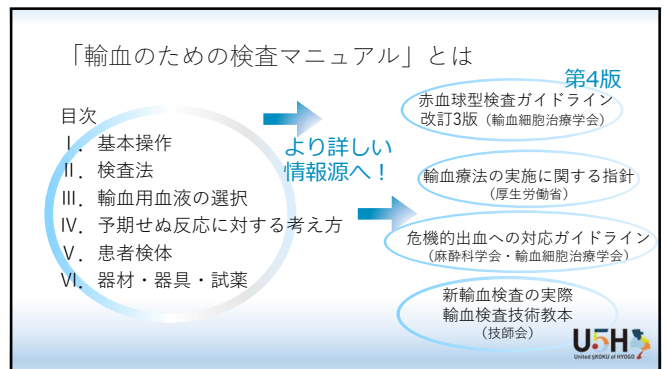 「輸血のための検査マニュアル」とは
目次
Ⅰ. 基本操作
Ⅱ. 検査法
Ⅲ. 輸血用血液の選択
Ⅳ. 予期せぬ反応に対する考え方
Ⅴ. 患者検体
Ⅵ. 器材・器具・試薬
より詳しい
情報源へ!
第4版
赤血球型検査ガイドライン
改訂3版(輸血細胞治療学会)
輸血療法の実施に関する指針
(厚生労働省)
危機的出血への対応ガイドライン
(麻酔科学会・輸血細胞治療学会)
新輸血検査の実際
輸血検査技術教本
(技師会)
U5H
United 5KOKU of HYOGO